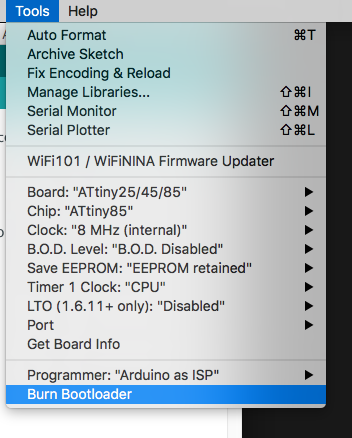 Tools Help
Auto Format ⌘T
Archive Sketch
Fix Encoding & Reload
Manage Libraries... ⇧⌘I
Serial Monitor ⇧⌘M
Serial Plotter ⇧⌘L
WiFi101 / WiFiNINA Firmware Updater
Board: "ATtiny25/45/85"
Chip: "ATtiny85"
Clock: "8 MHz (internal)"
B.O.D. Level: "B.O.D. Disabled"
Save EEPROM: "EEPROM retained"
Timer 1 Clock: "CPU"
LTO (1.6.11+ only): "Disabled"
Port
Get Board Info
Programmer: "Arduino as ISP"
Burn Bootloader